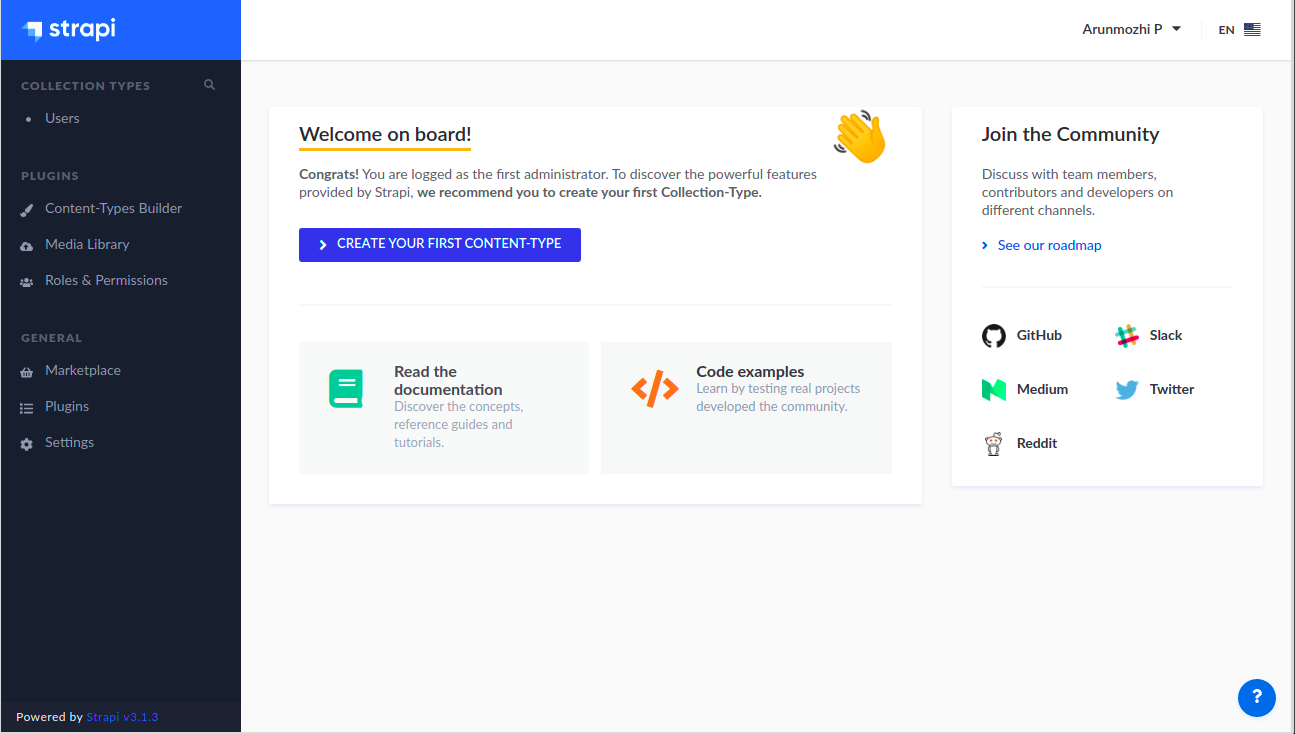 strapi
Arunmozhi P
EN
COLLECTION TYPES
Users
PLUGINS
Content-Types Builder
Media Library
Roles & Permissions
GENERAL
Marketplace
Plugins
Settings
Powered by Strapi v3.1.3
Welcome on board!
Congrats! You are logged as the first administrator. To discover the powerful features
provided by Strapi, we recommend you to create your first Collection-Type.
CREATE YOUR FIRST CONTENT-TYPE
Read the
documentation
Discover the concepts,
reference guides and
tutorials.
Code examples
Learn by testing real projects
developed the community.
Join the Community
Discuss with team members,
contributors and developers on
different channels.
See our roadmap
GitHub
Slack
Medium
Twitter
Reddit
?